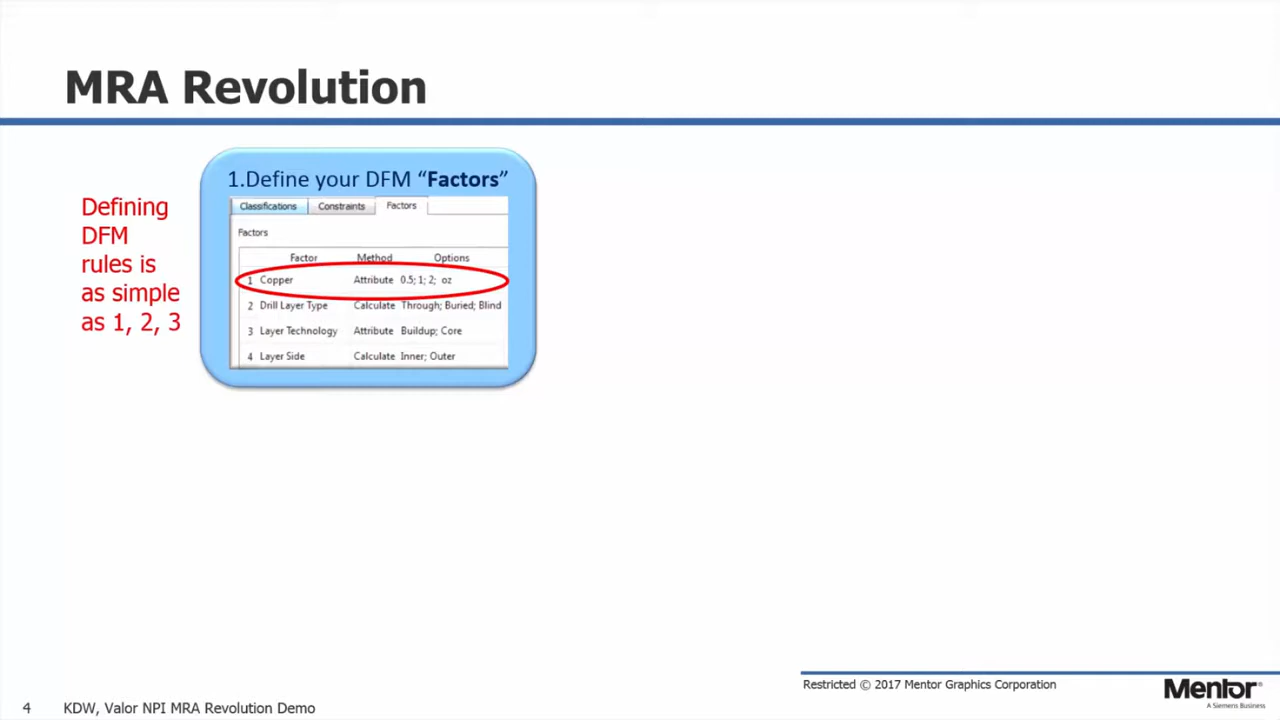 MRA Revolution
Defining
DFM
rules is
as simple
as 1, 2, 3
1.Define your DFM “Factors”
Classifications Constraints Factors
Factors
Factor Method Options
1 Copper Attribute 0.5; 1; 2; oz
2 Drill Layer Type Calculate Through; Buried; Blind
3 Layer Technology Attribute Buildup; Core
4 Layer Side Calculate Inner; Outer
Restricted © 2017 Mentor Graphics Corporation
Mentor®
A Siemens Business
4 KDW, Valor NPI MRA Revolution Demo